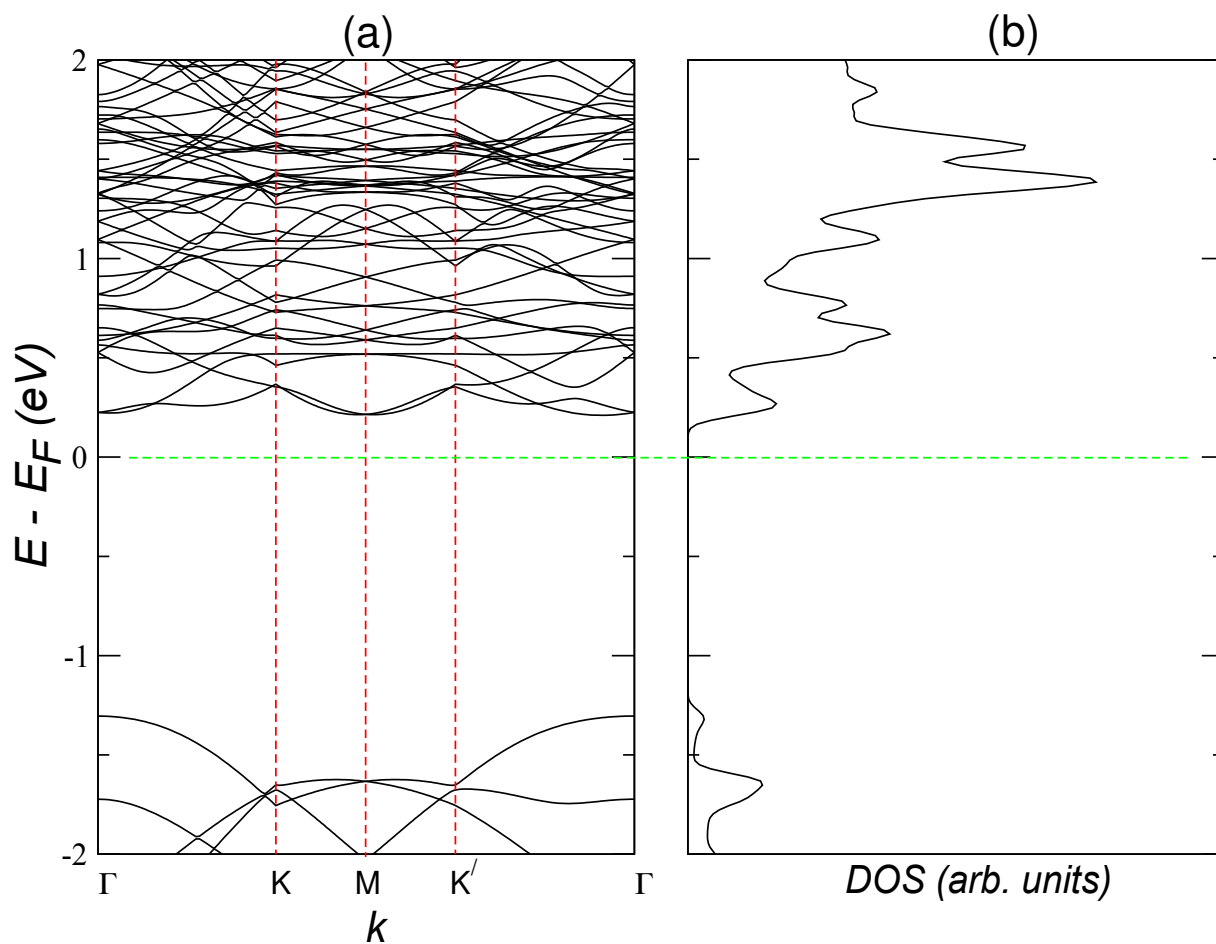 (a) (b)
2
1
0
-1
-2
E - E_F (eV)
Γ K M K′ Γ
k
DOS (arb. units)